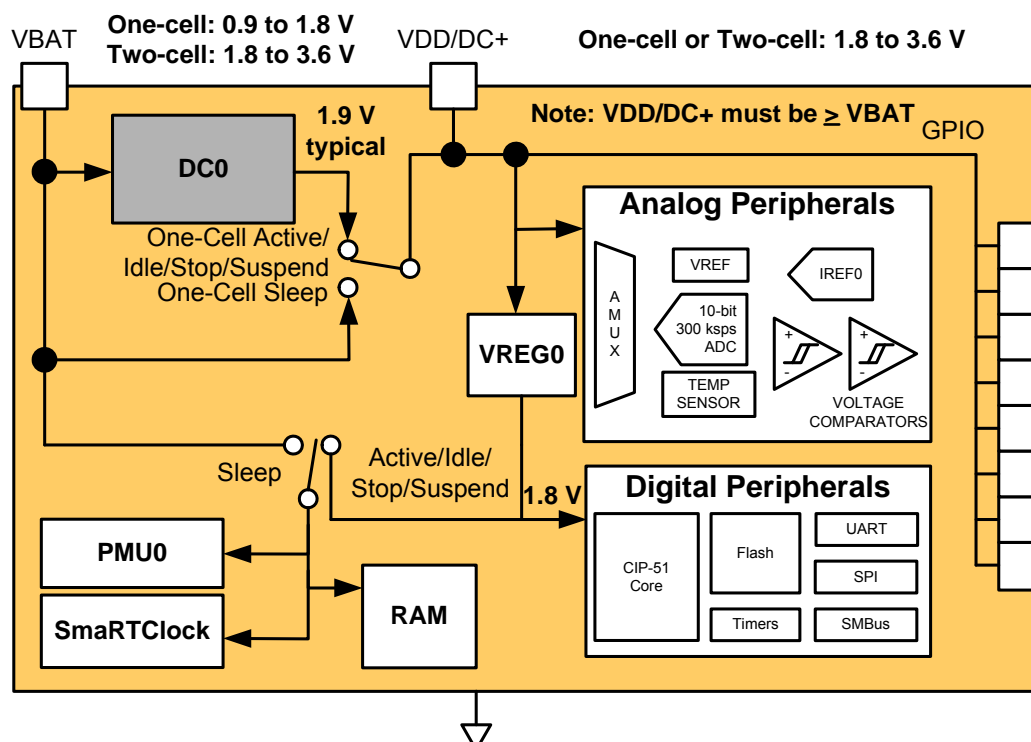 VBAT
One-cell: 0.9 to 1.8 V
Two-cell: 1.8 to 3.6 V
VDD/DC+
One-cell or Two-cell: 1.8 to 3.6 V
Note: VDD/DC+ must be ≥ VBAT
GPIO
1.9 V
typical
DC0
One-Cell Active/
Idle/Stop/Suspend
One-Cell Sleep
VREG0
Analog Peripherals
AMUX
VREF
IREF0
10-bit
300 ksps
ADC
TEMP
SENSOR
+
-
+
-
VOLTAGE
COMPARATORS
Sleep
Active/Idle/
Stop/Suspend
1.8 V
Digital Peripherals
CIP-51
Core
Flash
Timers
UART
SPI
SMBus
PMU0
SmaRTClock
RAM